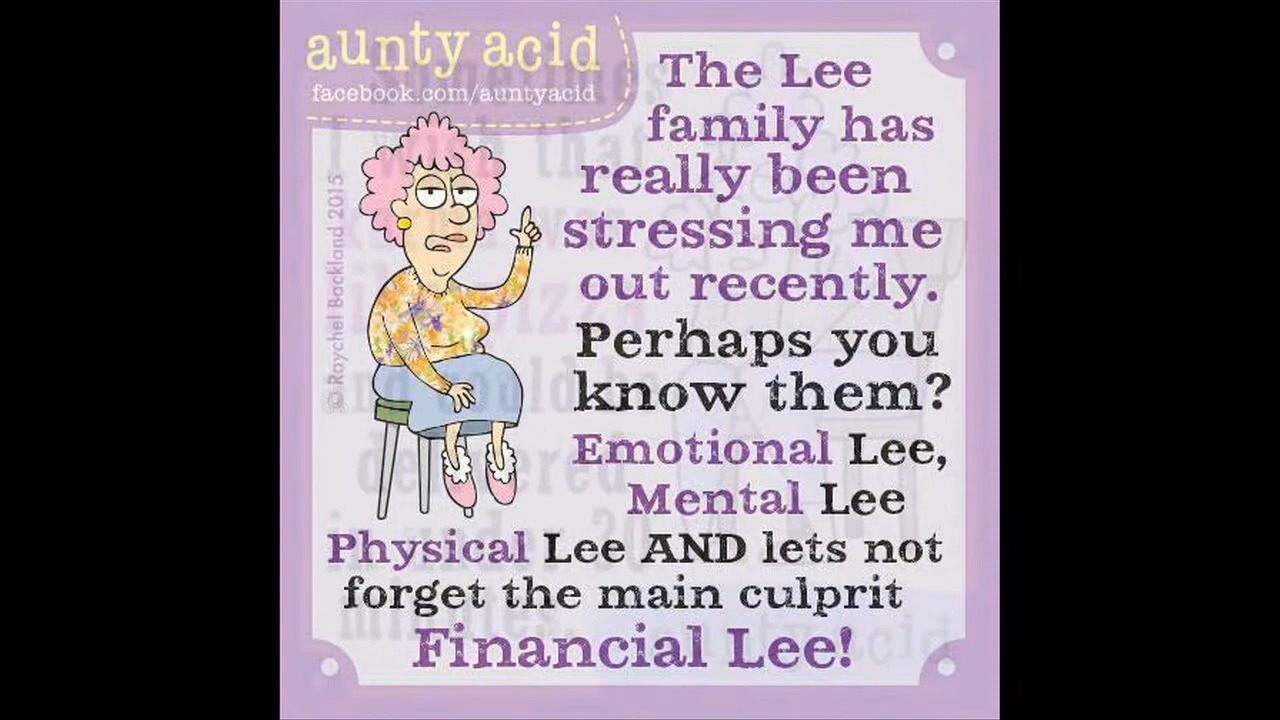 aunty acid
facebook.com/auntyacid
The Lee
family has
really been
stressing me
out recently.
Perhaps you
know them?
Emotional Lee,
Mental Lee
Physical Lee AND lets not
forget the main culprit
Financial Lee!
© Raychel Backland 2015